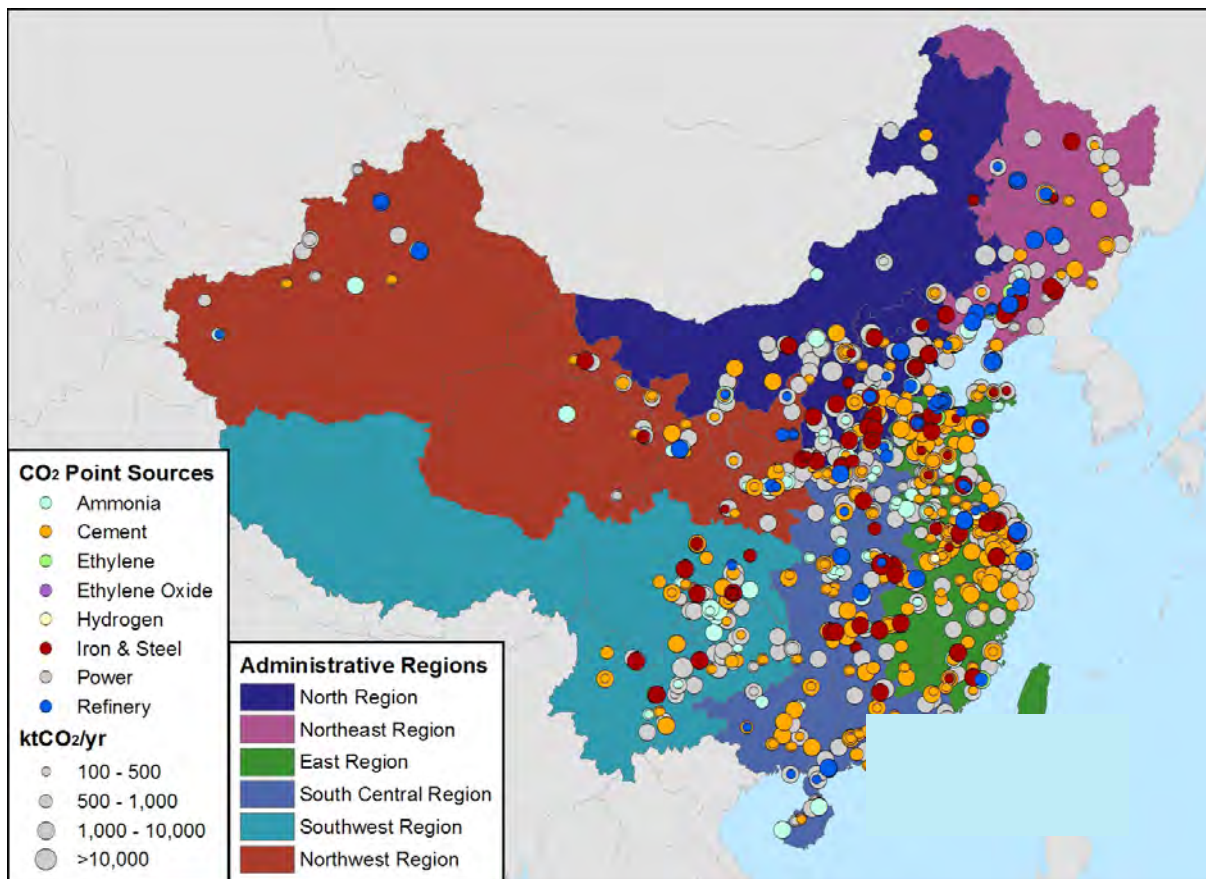 CO₂ Point Sources
Ammonia
Cement
Ethylene
Ethylene Oxide
Hydrogen
Iron & Steel
Power
Refinery
ktCO₂/yr
100 - 500
500 - 1,000
1,000 - 10,000
>10,000
Administrative Regions
North Region
Northeast Region
East Region
South Central Region
Southwest Region
Northwest Region